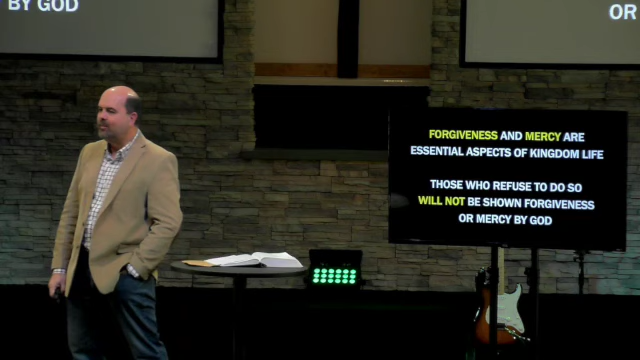 BY GOD
OR
FORGIVENESS AND MERCY ARE
ESSENTIAL ASPECTS OF KINGDOM LIFE
THOSE WHO REFUSE TO DO SO
WILL NOT BE SHOWN FORGIVENESS
OR MERCY BY GOD